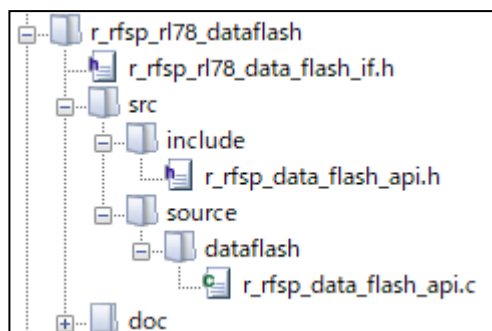 r_rfsp_rl78_dataflash
r_rfsp_rl78_data_flash_if.h
src
include
r_rfsp_data_flash_api.h
source
dataflash
r_rfsp_data_flash_api.c
doc